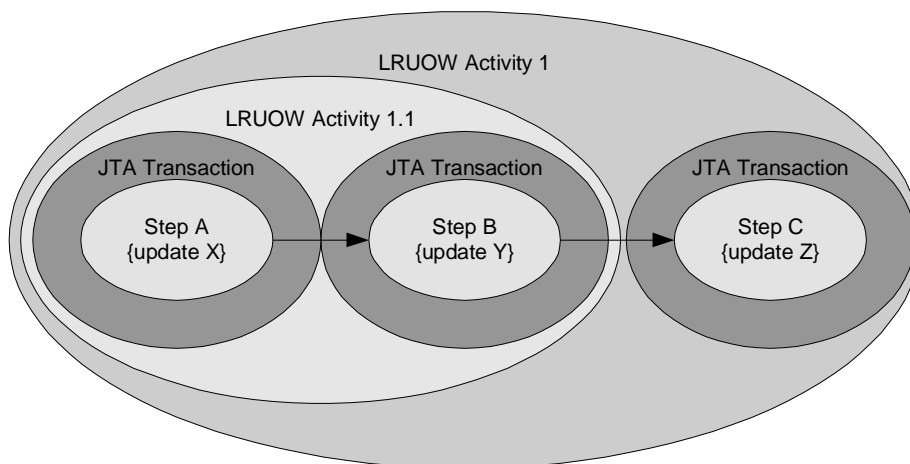 LRUOW Activity 1
LRUOW Activity 1.1
JTA Transaction
Step A
{update X}
JTA Transaction
Step B
{update Y}
JTA Transaction
Step C
{update Z}